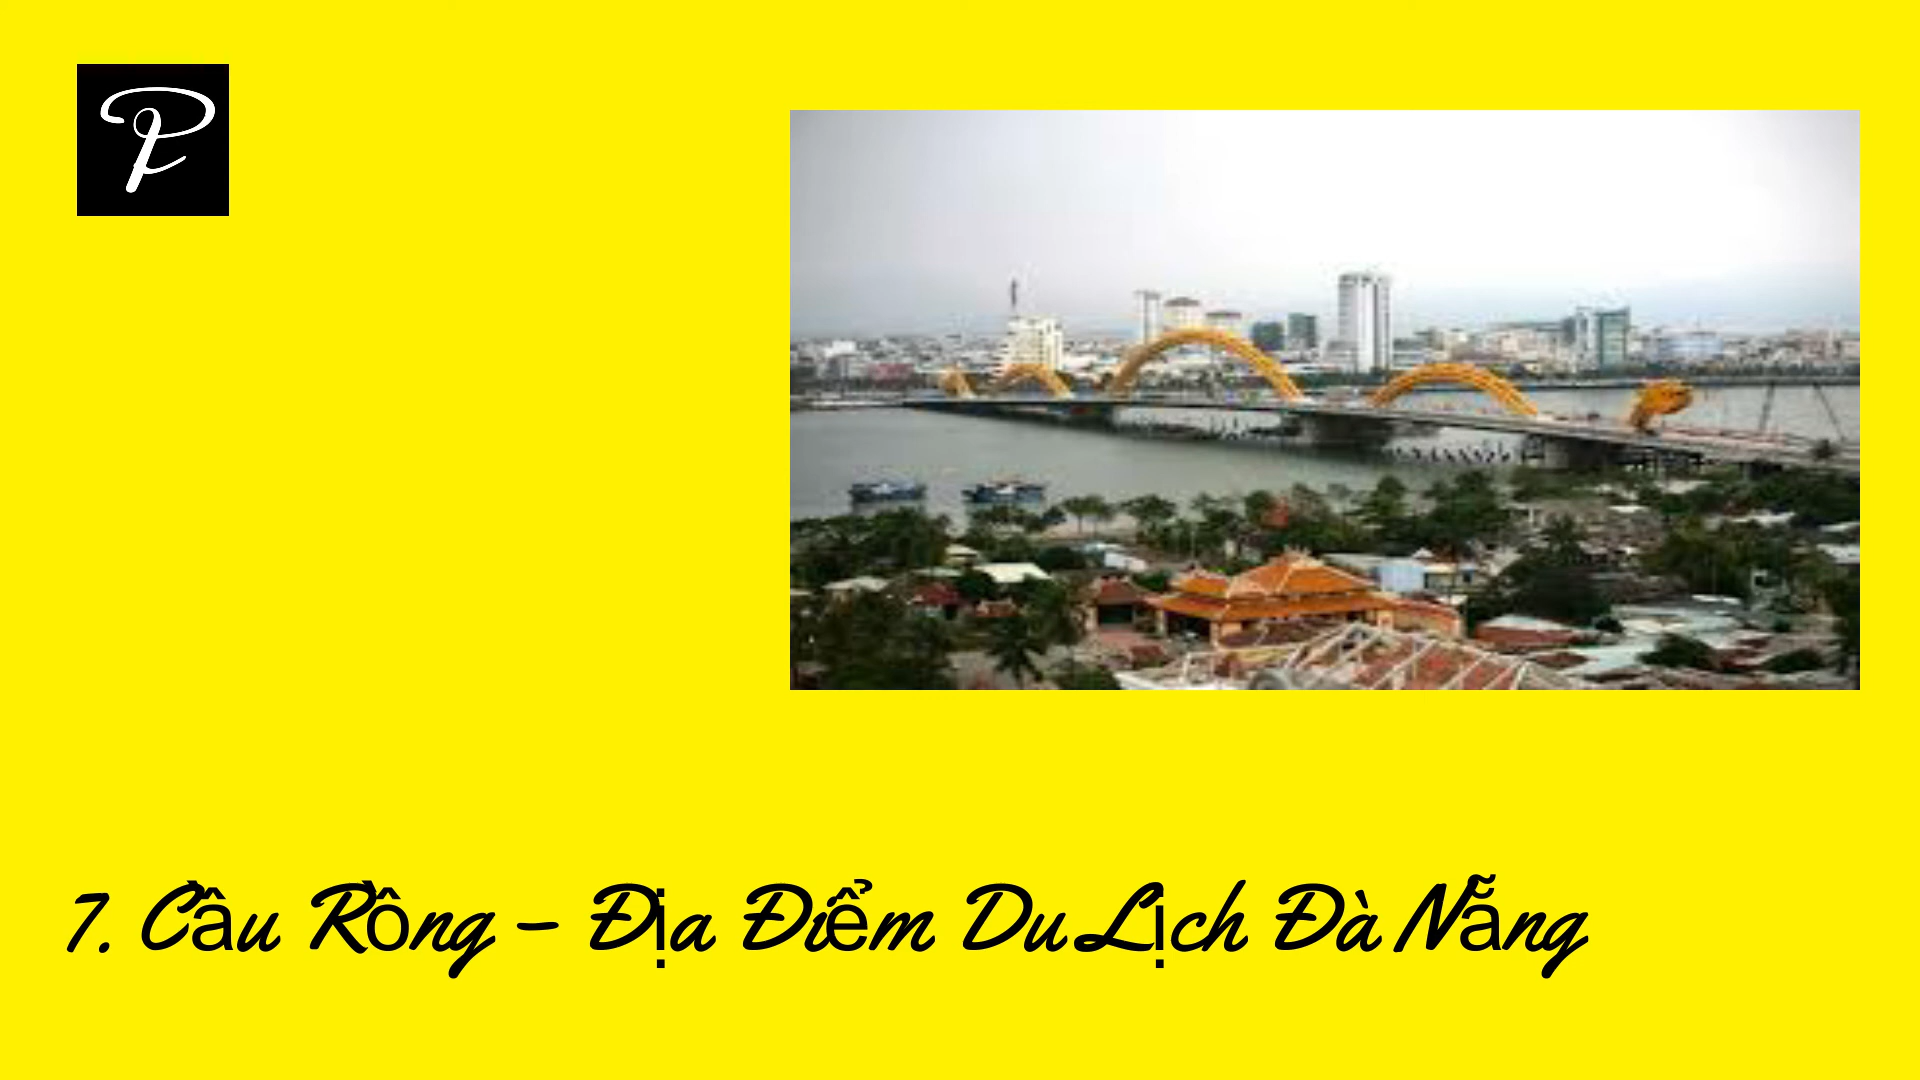 P
7. Cầu Rồng – Địa Điểm Du Lịch Đà Nẵng